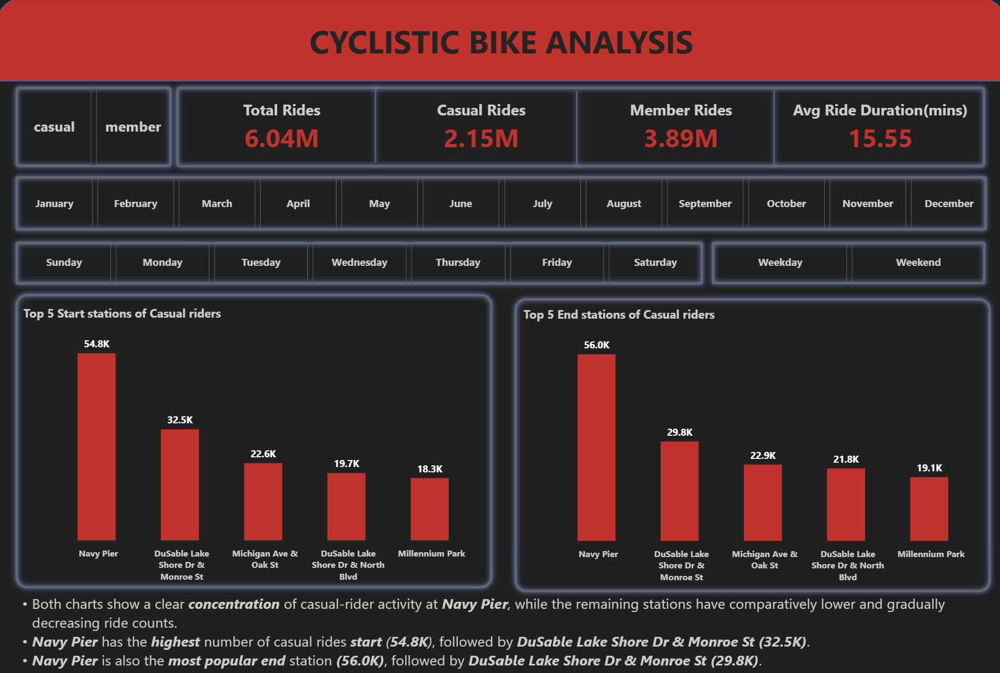 CYCLISTIC BIKE ANALYSIS
casual
member
Total Rides
6.04M
Casual Rides
2.15M
Member Rides
3.89M
Avg Ride Duration(mins)
15.55
January
February
March
April
May
June
July
August
September
October
November
December
Sunday
Monday
Tuesday
Wednesday
Thursday
Friday
Saturday
Weekday
Weekend
Top 5 Start stations of Casual riders
54.8K
32.5K
22.6K
19.7K
18.3K
Navy Pier
DuSable Lake
Shore Dr &
Monroe St
Michigan Ave &
Oak St
DuSable Lake
Shore Dr & North
Blvd
Millennium Park
Top 5 End stations of Casual riders
56.0K
29.8K
22.9K
21.8K
19.1K
Navy Pier
DuSable Lake
Shore Dr &
Monroe St
Michigan Ave &
Oak St
DuSable Lake
Shore Dr & North
Blvd
Millennium Park
• Both charts show a clear concentration of casual-rider activity at Navy Pier, while the remaining stations have comparatively lower and gradually
decreasing ride counts.
• Navy Pier has the highest number of casual rides start (54.8K), followed by DuSable Lake Shore Dr & Monroe St (32.5K).
• Navy Pier is also the most popular end station (56.0K), followed by DuSable Lake Shore Dr & Monroe St (29.8K).